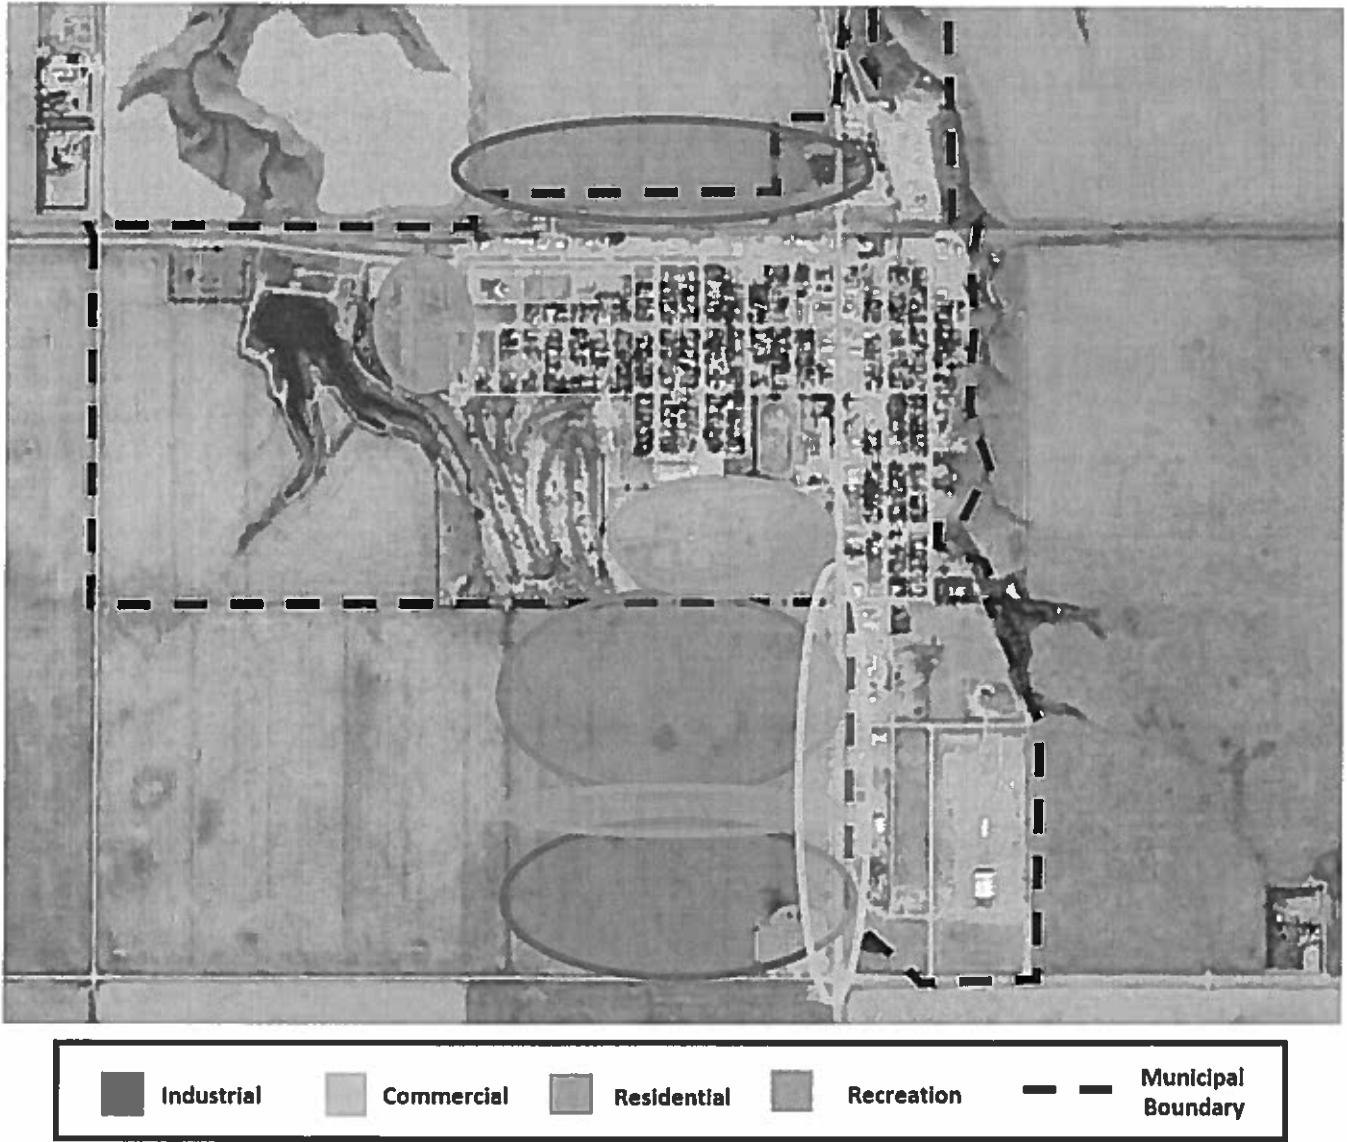 Industrial
Commercial
Residential
Recreation
Municipal
Boundary